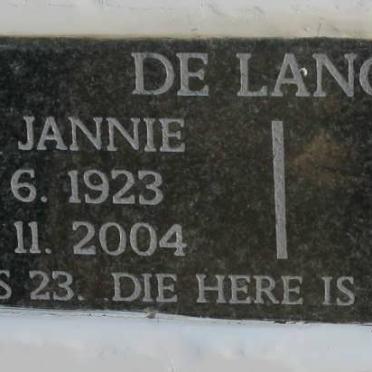 DE LANG
JANNIE
6. 1923
11. 2004
S 23. DIE HERE IS